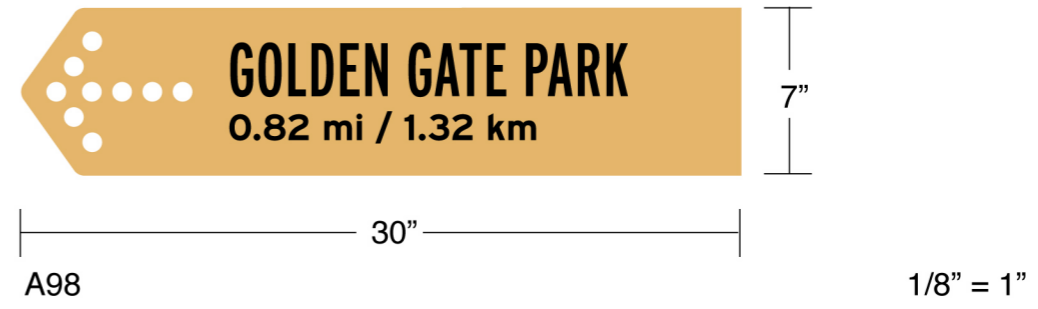 GOLDEN GATE PARK
0.82 mi / 1.32 km
7”
30”
A98
1/8” = 1”